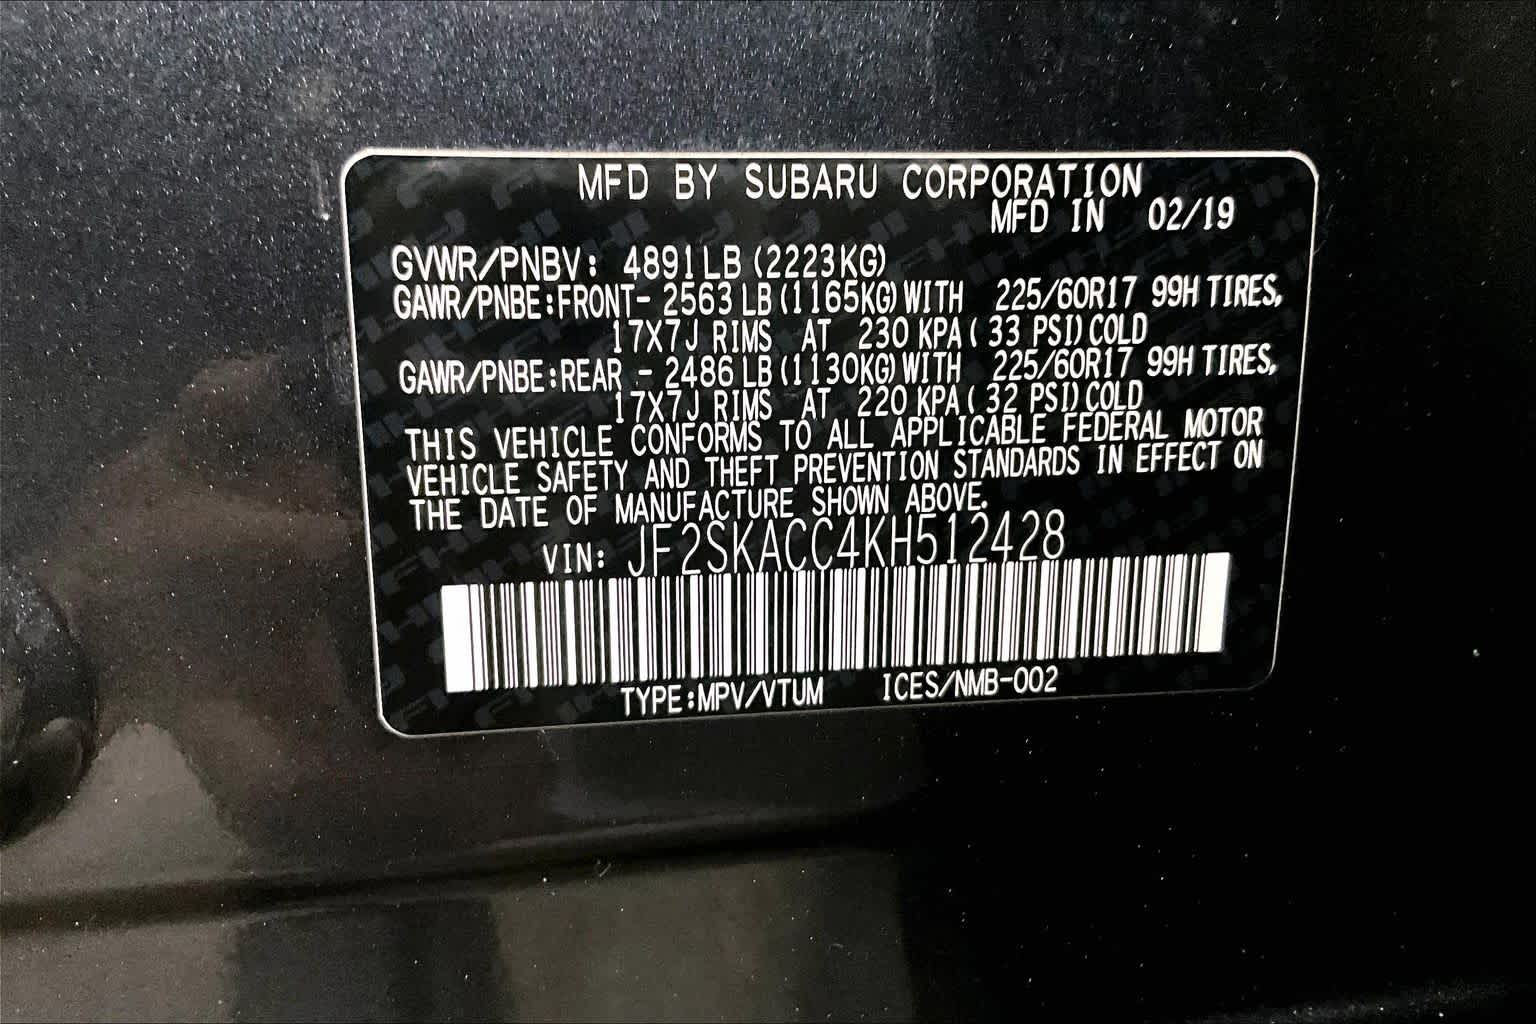 MFD BY SUBARU CORPORATION
MFD IN 02/19
GVWR/PNBV: 4891LB (2223KG)
GAWR/PNBE:FRONT- 2563 LB (1165KG) WITH 225/60R17 99H TIRES,
17X7J RIMS AT 230 KPA ( 33 PSI) COLD
GAWR/PNBE:REAR - 2486 LB (1130KG) WITH 225/60R17 99H TIRES,
17X7J RIMS AT 220 KPA ( 32 PSI) COLD
THIS VEHICLE CONFORMS TO ALL APPLICABLE FEDERAL MOTOR
VEHICLE SAFETY AND THEFT PREVENTION STANDARDS IN EFFECT ON
THE DATE OF MANUFACTURE SHOWN ABOVE.
VIN: JF2SKACC4KH512428
TYPE:MPV/VTUM ICES/NMB-002